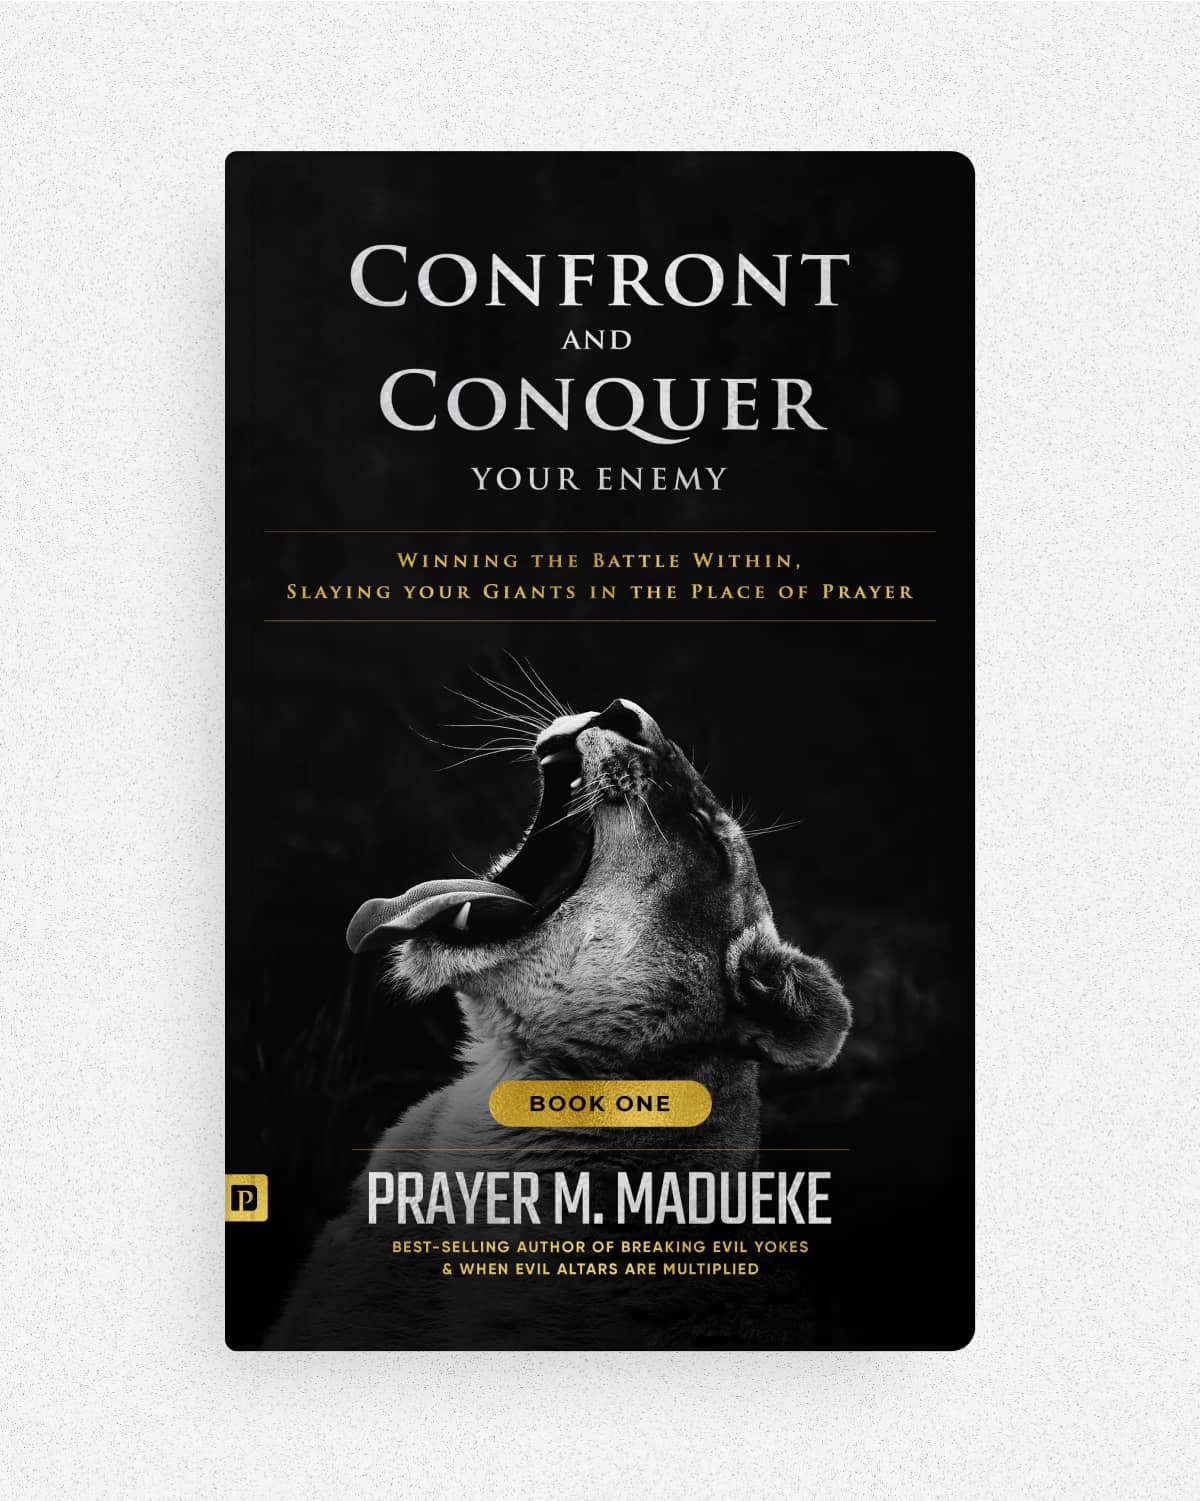 CONFRONT
AND
CONQUER
YOUR ENEMY
WINNING THE BATTLE WITHIN,
SLAYING YOUR GIANTS IN THE PLACE OF PRAYER
BOOK ONE
PRAYER M. MADUEKE
BEST-SELLING AUTHOR OF BREAKING EVIL YOKES
& WHEN EVIL ALTARS ARE MULTIPLIED